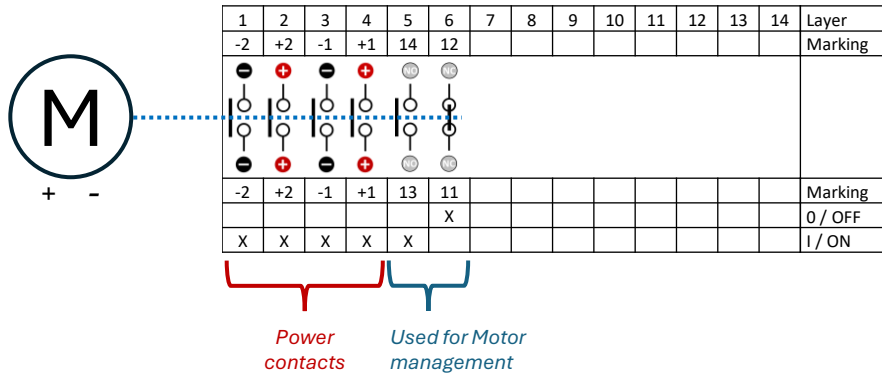 1 2 3 4 5 6 7 8 9 10 11 12 13 14 Layer
-2 +2 -1 +1 14 12 Marking
NO NC
M
NO NC
+ -
-2 +2 -1 +1 13 11 Marking
X 0 / OFF
X X X X X I / ON
Power contacts
Used for Motor management